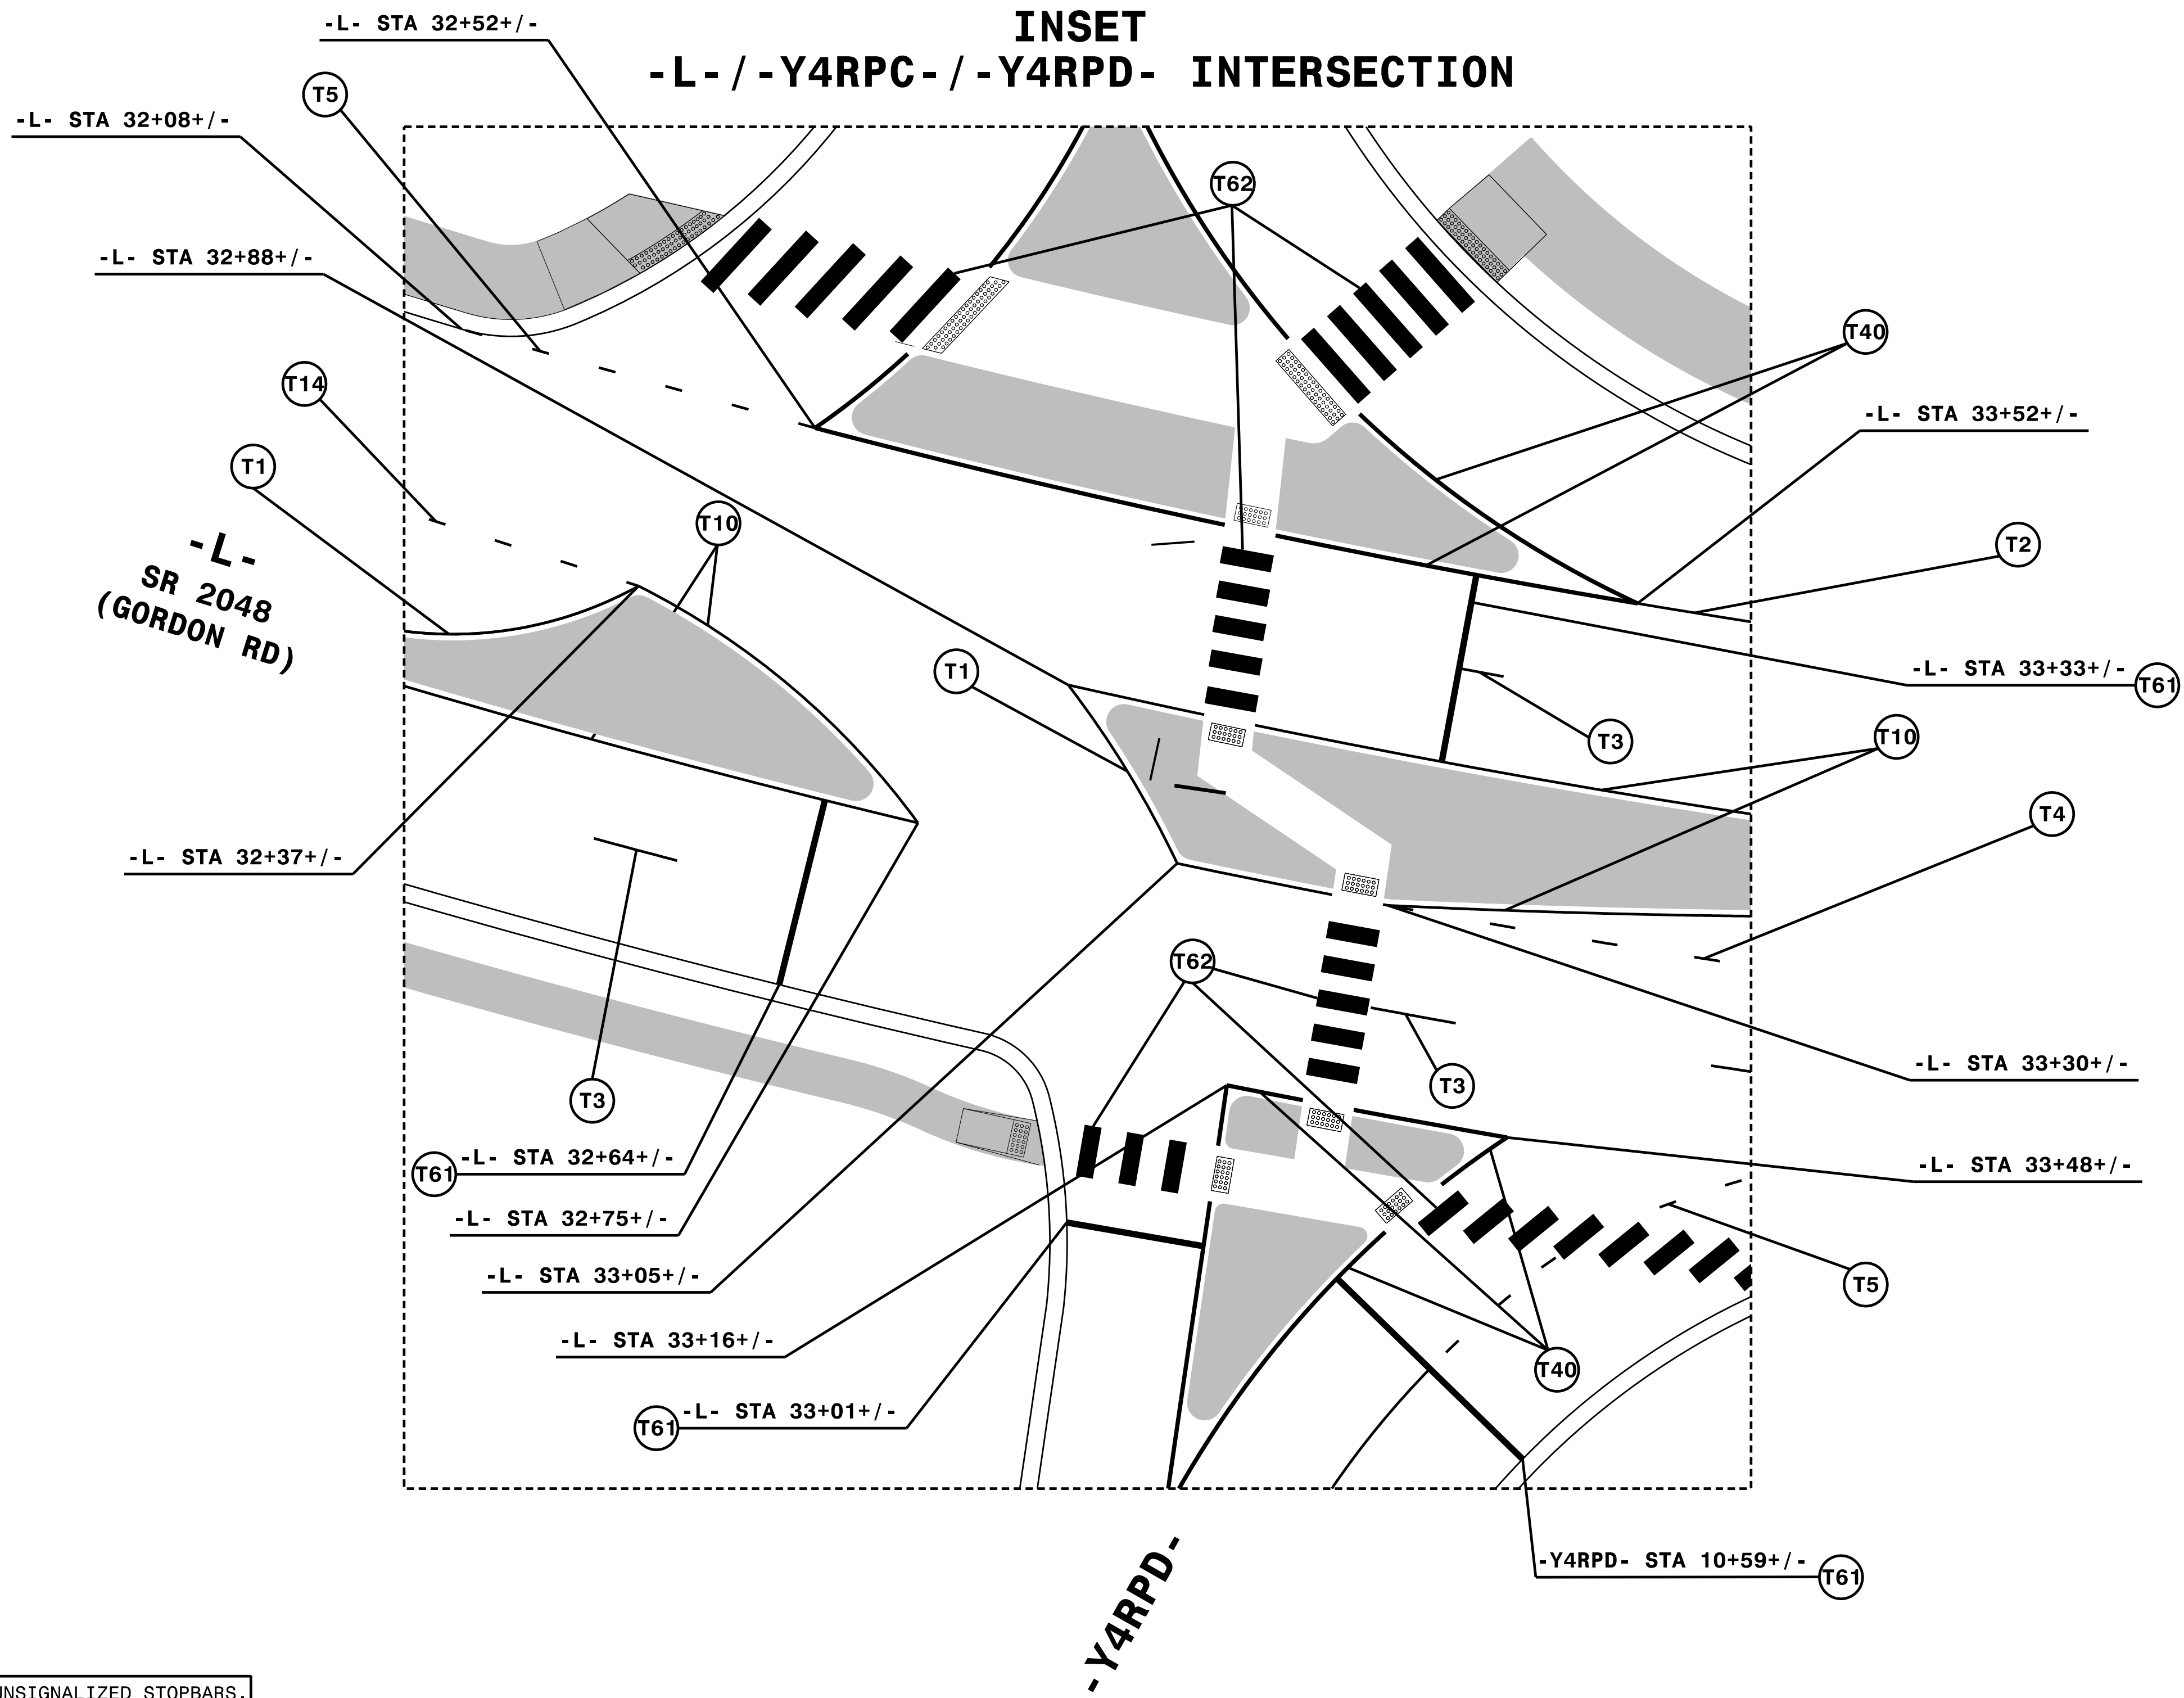 INSET
-L-/-Y4RPC-/-Y4RPD- INTERSECTION
-L- STA 32+52+/-
T5
-L- STA 32+08+/-
T62
-L- STA 32+88+/-
T40
T14
-L- STA 33+52+/-
T1
T10
T2
-L-
SR 2048
(GORDON RD)
T1
-L- STA 33+33+/- T61
T3
T10
T4
-L- STA 32+37+/-
T62
-L- STA 33+30+/-
T3
T3
T61 -L- STA 32+64+/-
-L- STA 33+48+/-
-L- STA 32+75+/-
T5
-L- STA 33+05+/-
-L- STA 33+16+/-
T40
T61 -L- STA 33+01+/-
-Y4RPD- STA 10+59+/- T61
-Y4RPD-
UNSIGNALIZED STOPBARS.